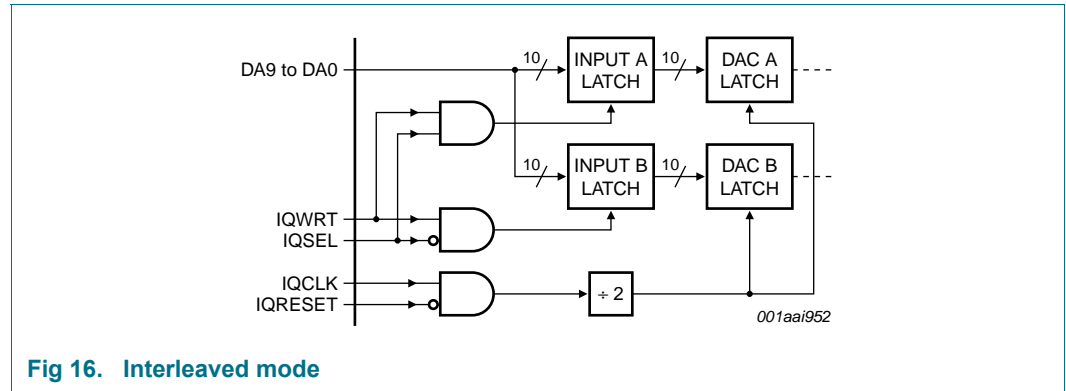 10
INPUT A
LATCH
10
DAC A
LATCH
DA9 to DA0
10
INPUT B
LATCH
10
DAC B
LATCH
IQWRT
IQSEL
IQCLK
IQRESET
÷ 2
001aai952
Fig 16. Interleaved mode